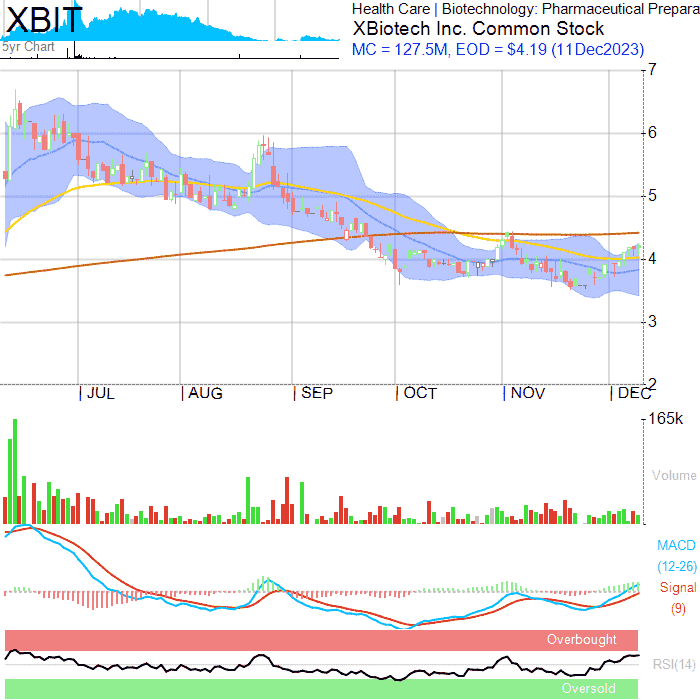 XBIT
5yr Chart
Health Care | Biotechnology: Pharmaceutical Prepara
XBiotech Inc. Common Stock
MC = 127.5M, EOD = $4.19 (11Dec2023)
7
6
5
4
3
2
| JUL | AUG | SEP | OCT | NOV | DEC
165k
Volume
MACD
(12-26)
Signal
(9)
Overbought
RSI(14)
Oversold